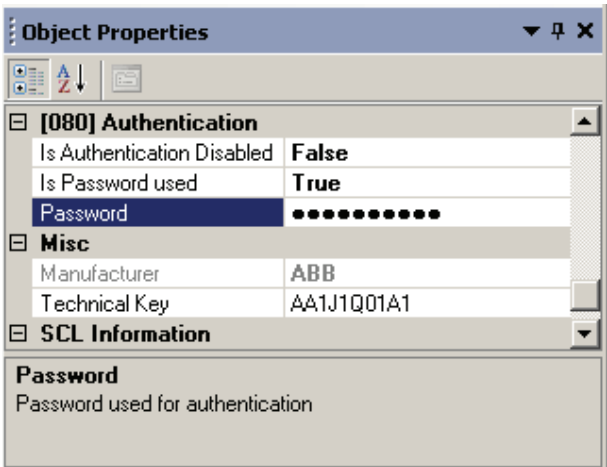 Object Properties
[080] Authentication
Is Authentication Disabled False
Is Password used True
Password ●●●●●●●●●●
Misc
Manufacturer ABB
Technical Key AA1J1Q01A1
SCL Information
Password
Password used for authentication